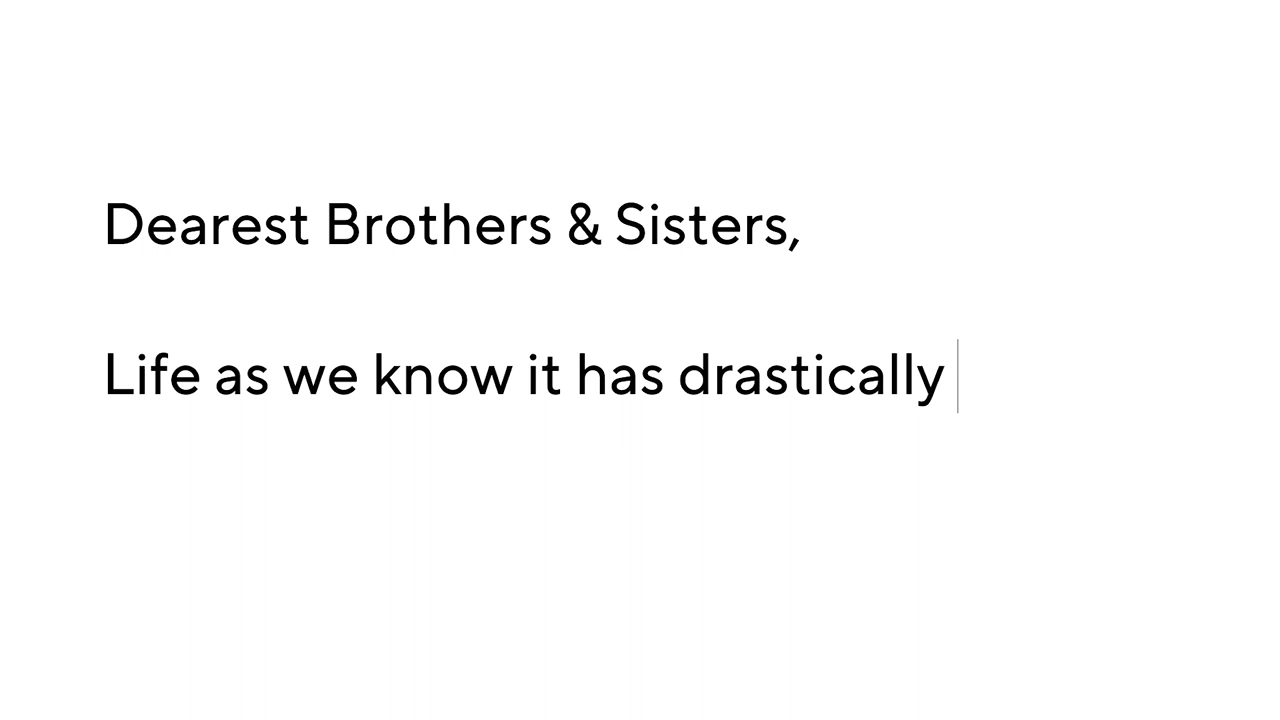 Dearest Brothers & Sisters,
Life as we know it has drastically